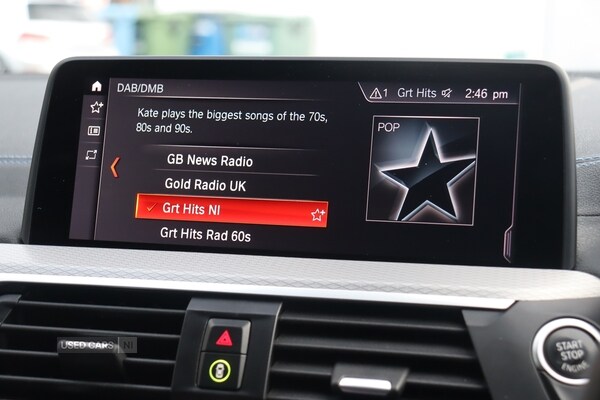 DAB/DMB
1 Grt Hits 2:46 pm
Kate plays the biggest songs of the 70s,
80s and 90s.
POP
GB News Radio
Gold Radio UK
Grt Hits NI
Grt Hits Rad 60s
USED CARS NI
START
STOP
ENGINE